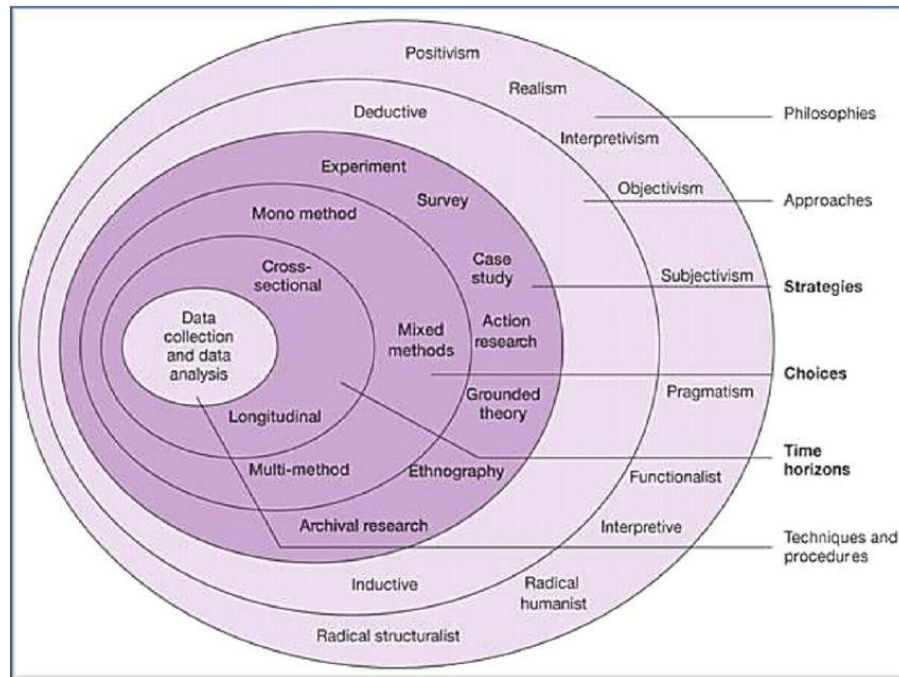 Positivism
Realism
Philosophies
Deductive
Interpretivism
Experiment
Objectivism
Survey
Approaches
Mono method
Case
study
Cross-
sectional
Subjectivism
Strategies
Data
collection
and data
analysis
Mixed
methods
Action
research
Choices
Grounded
theory
Pragmatism
Longitudinal
Time
horizons
Multi-method
Ethnography
Functionalist
Archival research
Interpretive
Techniques and
procedures
Inductive
Radical
humanist
Radical structuralist